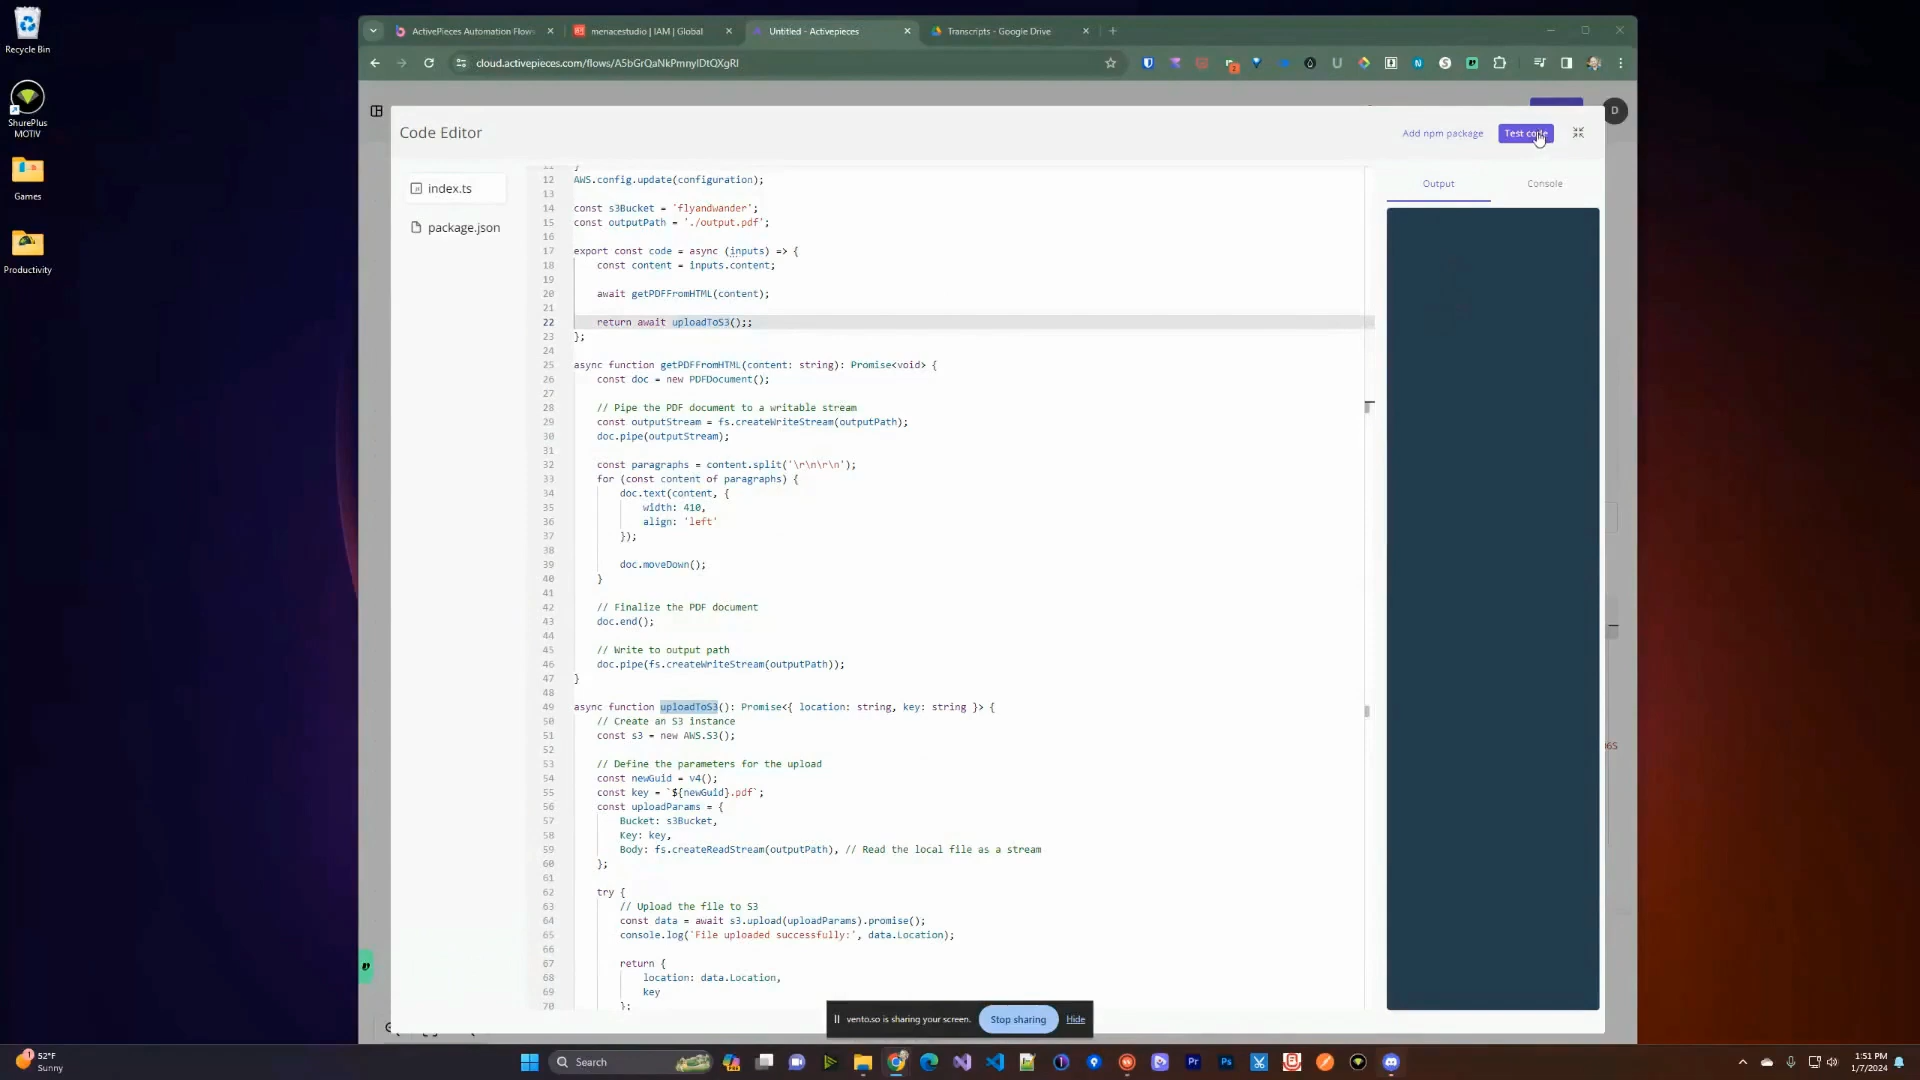 Recycle Bin
ShurePlus
MOTIV
Games
Productivity
ActivePieces Automation Flows
menacestudio | IAM | Global
Untitled - Activepieces
Transcripts - Google Drive
cloud.activepieces.com/flows/A5bGrQaNkPmnylDtQXgRl
D
Code Editor
Add npm package
Test code
index.ts
package.json
Output
Console
11 }
12 AWS.config.update(configuration);
13
14 const s3Bucket = 'flyandwander';
15 const outputPath = './output.pdf';
16
17 export const code = async (inputs) => {
18 const content = inputs.content;
19
20 await getPDFFromHTML(content);
21
22 return await uploadToS3();;
23 };
24
25 async function getPDFFromHTML(content: string): Promise<void> {
26 const doc = new PDFDocument();
27
28 // Pipe the PDF document to a writable stream
29 const outputStream = fs.createWriteStream(outputPath);
30 doc.pipe(outputStream);
31
32 const paragraphs = content.split('\r\n\r\n');
33 for (const content of paragraphs) {
34 doc.text(content, {
35 width: 410,
36 align: 'left'
37 });
38
39 doc.moveDown();
40 }
41
42 // Finalize the PDF document
43 doc.end();
44
45 // Write to output path
46 doc.pipe(fs.createWriteStream(outputPath));
47 }
48
49 async function uploadToS3(): Promise<{ location: string, key: string }> {
50 // Create an S3 instance
51 const s3 = new AWS.S3();
52
53 // Define the parameters for the upload
54 const newGuid = v4();
55 const key = `${newGuid}.pdf`;
56 const uploadParams = {
57 Bucket: s3Bucket,
58 Key: key,
59 Body: fs.createReadStream(outputPath), // Read the local file as a stream
60 };
61
62 try {
63 // Upload the file to S3
64 const data = await s3.upload(uploadParams).promise();
65 console.log('File uploaded successfully:', data.Location);
66
67 return {
68 location: data.Location,
69 key
70 };
vento.so is sharing your screen.
Stop sharing
Hide
52°F
Sunny
Search
1:51 PM
1/7/2024